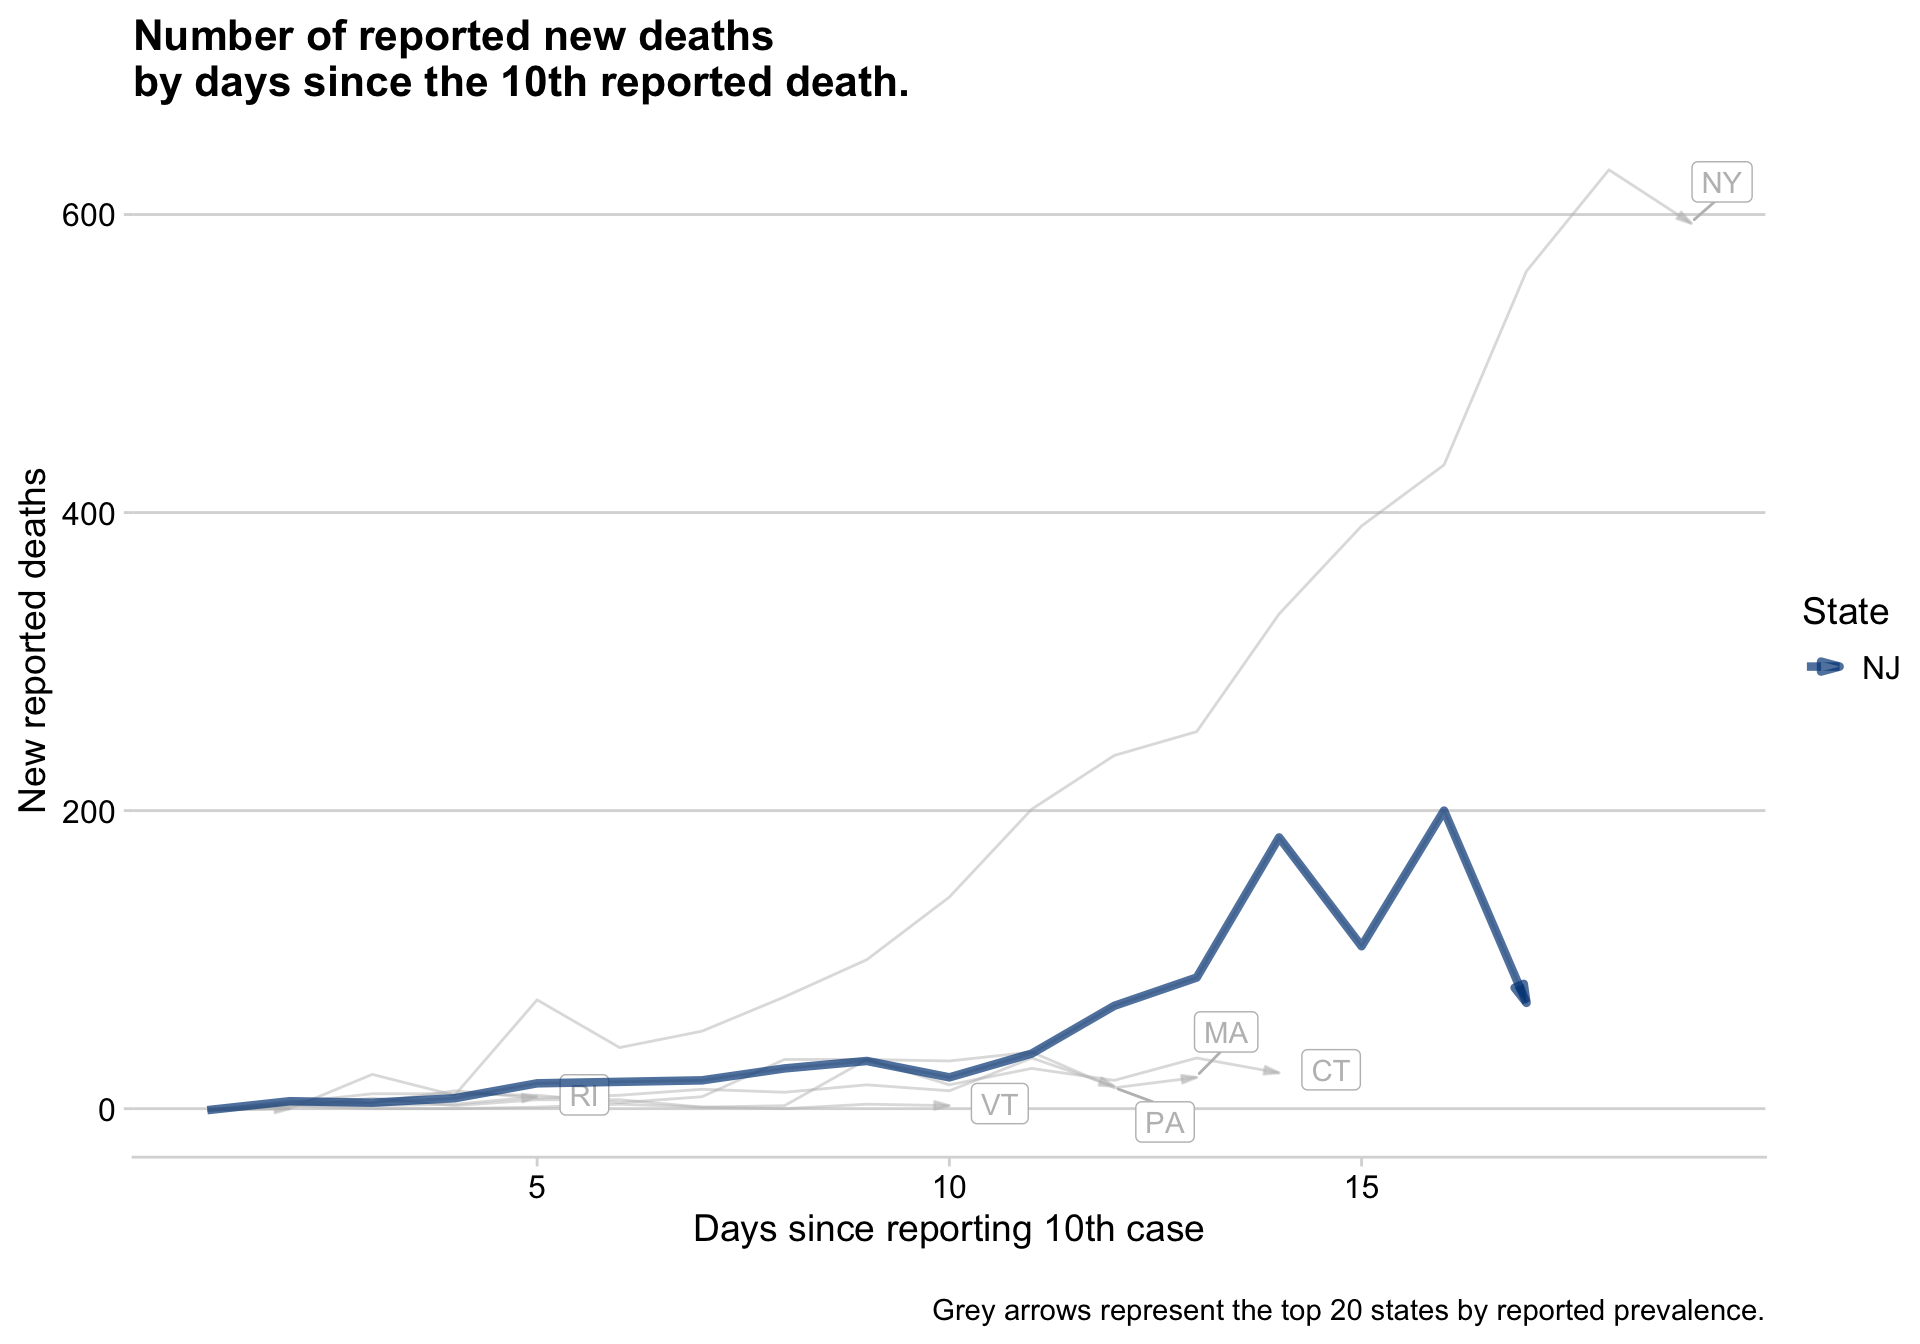 Number of reported new deaths
by days since the 10th reported death.
New reported deaths
600
400
200
0
NY
MA
CT
RI
VT
PA
State
NJ
5
10
15
Days since reporting 10th case
Grey arrows represent the top 20 states by reported prevalence.